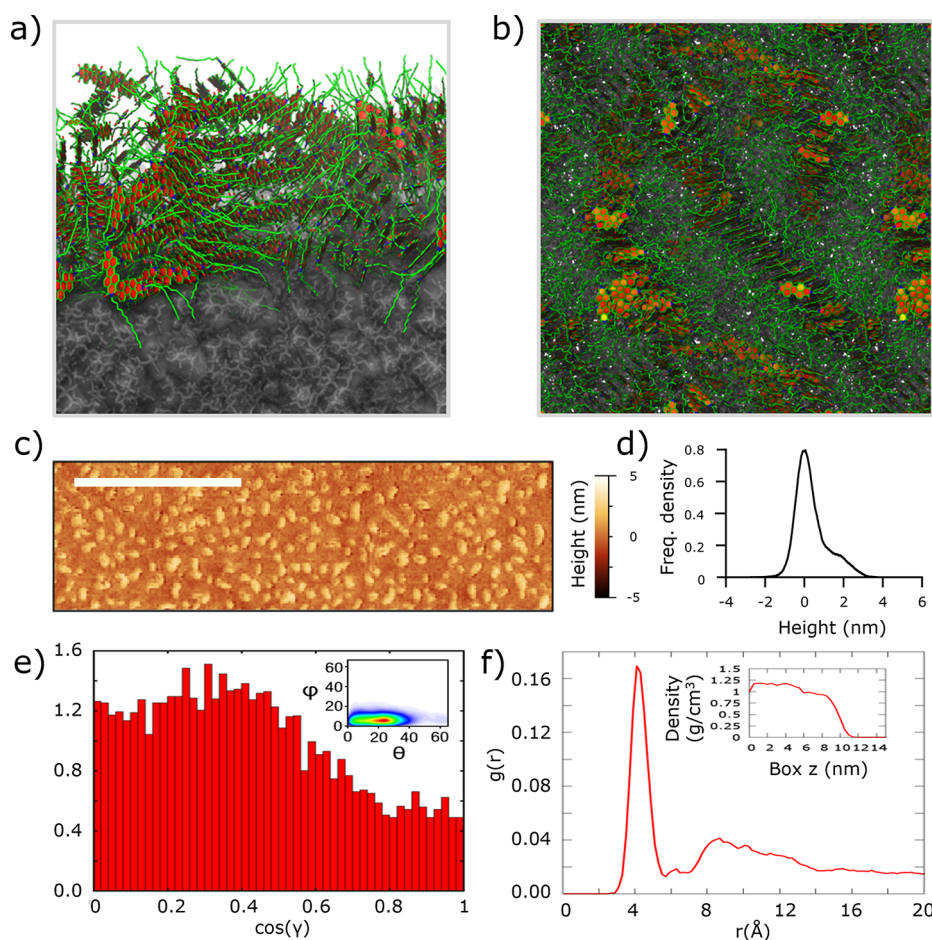 a)
b)
c)
Height (nm)
5
0
-5
d)
Freq. density
0.8
0.6
0.4
0.2
0
-4 -2 0 2 4 6
Height (nm)
e)
1.6
1.2
0.8
0.4
0.0
0 0.2 0.4 0.6 0.8 1
cos(γ)
φ
60
40
20
0
0 20 40 60
θ
f)
g(r)
0.16
0.12
0.08
0.04
0.00
0 4 8 12 16 20
r(Å)
Density
(g/cm³)
1.5
1.25
1
0.75
0.5
0.25
0
0 2 4 6 8 10 12 14
Box z (nm)